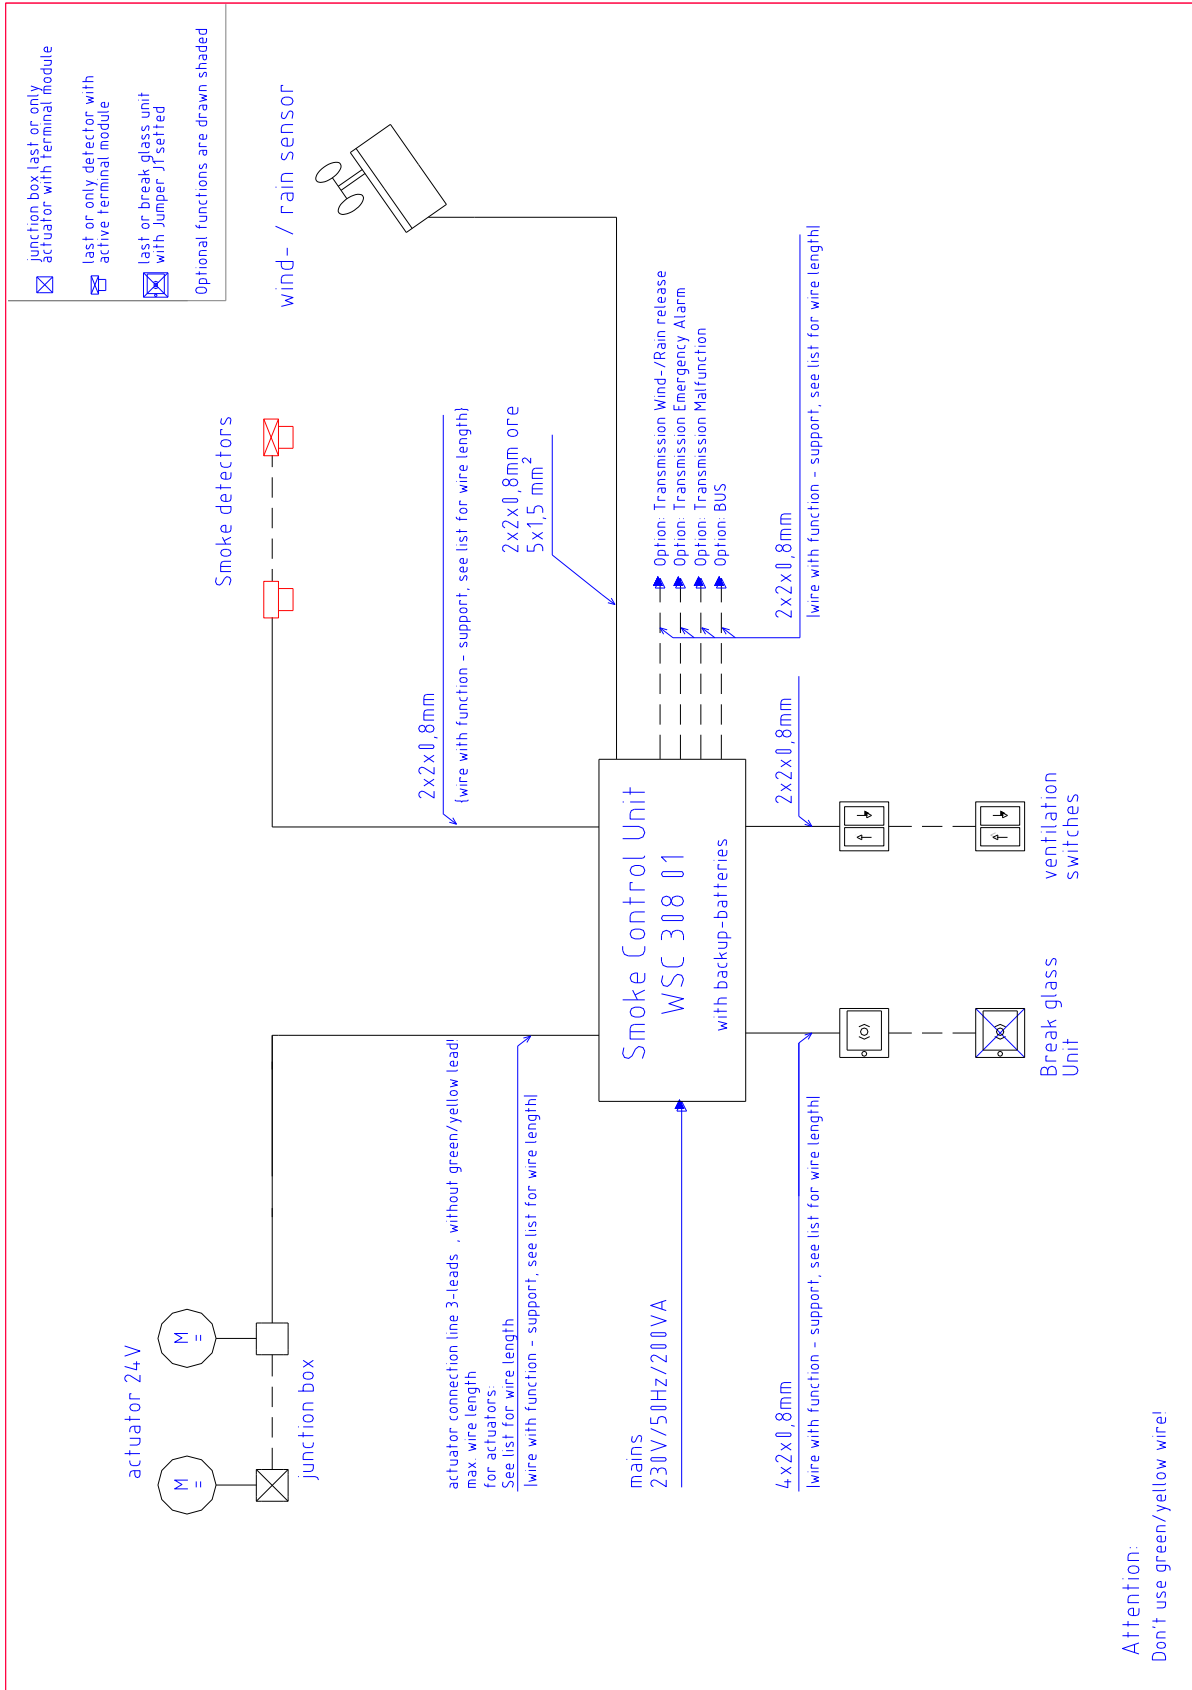 junction box last or only
actuator with terminal module
last or only detector with
active terminal module
last or break glass unit
with Jumper J1 setted
Optional functions are drawn shaded
wind- / rain sensor
Smoke detectors
2x2x0,8mm
(wire with function - support, see list for wire length)
2x2x0,8mm ore
5x1,5 mm²
Option: Transmission Wind-/Rain release
Option: Transmission Emergency Alarm
Option: Transmission Malfunction
Option: BUS
2x2x0,8mm
(wire with function - support, see list for wire length)
actuator 24V
M
=
M
=
junction box
actuator connection line 3-leads , without green/yellow lead!
max. wire length
for actuators:
See list for wire length
(wire with function - support, see list for wire length)
Smoke Control Unit
WSC 308 01
with backup-batteries
mains
230V/50Hz/200VA
4x2x0,8mm
(wire with function - support, see list for wire length)
2x2x0,8mm
Break glass
Unit
ventilation
switches
Attention:
Don't use green/yellow wire!